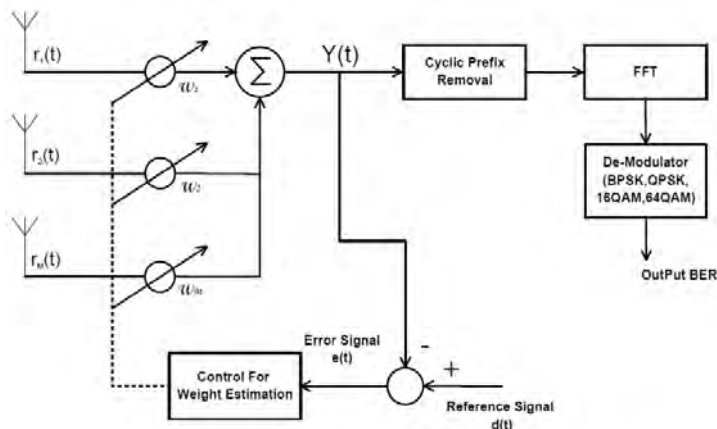 r₁(t)
w₁
Σ
Y(t)
Cyclic Prefix
Removal
FFT
r₂(t)
w₂
De-Modulator
(BPSK,QPSK,
16QAM,64QAM)
rₘ(t)
wₘ
OutPut BER
Error Signal
e(t)
-
+
Control For
Weight Estimation
Reference Signal
d(t)